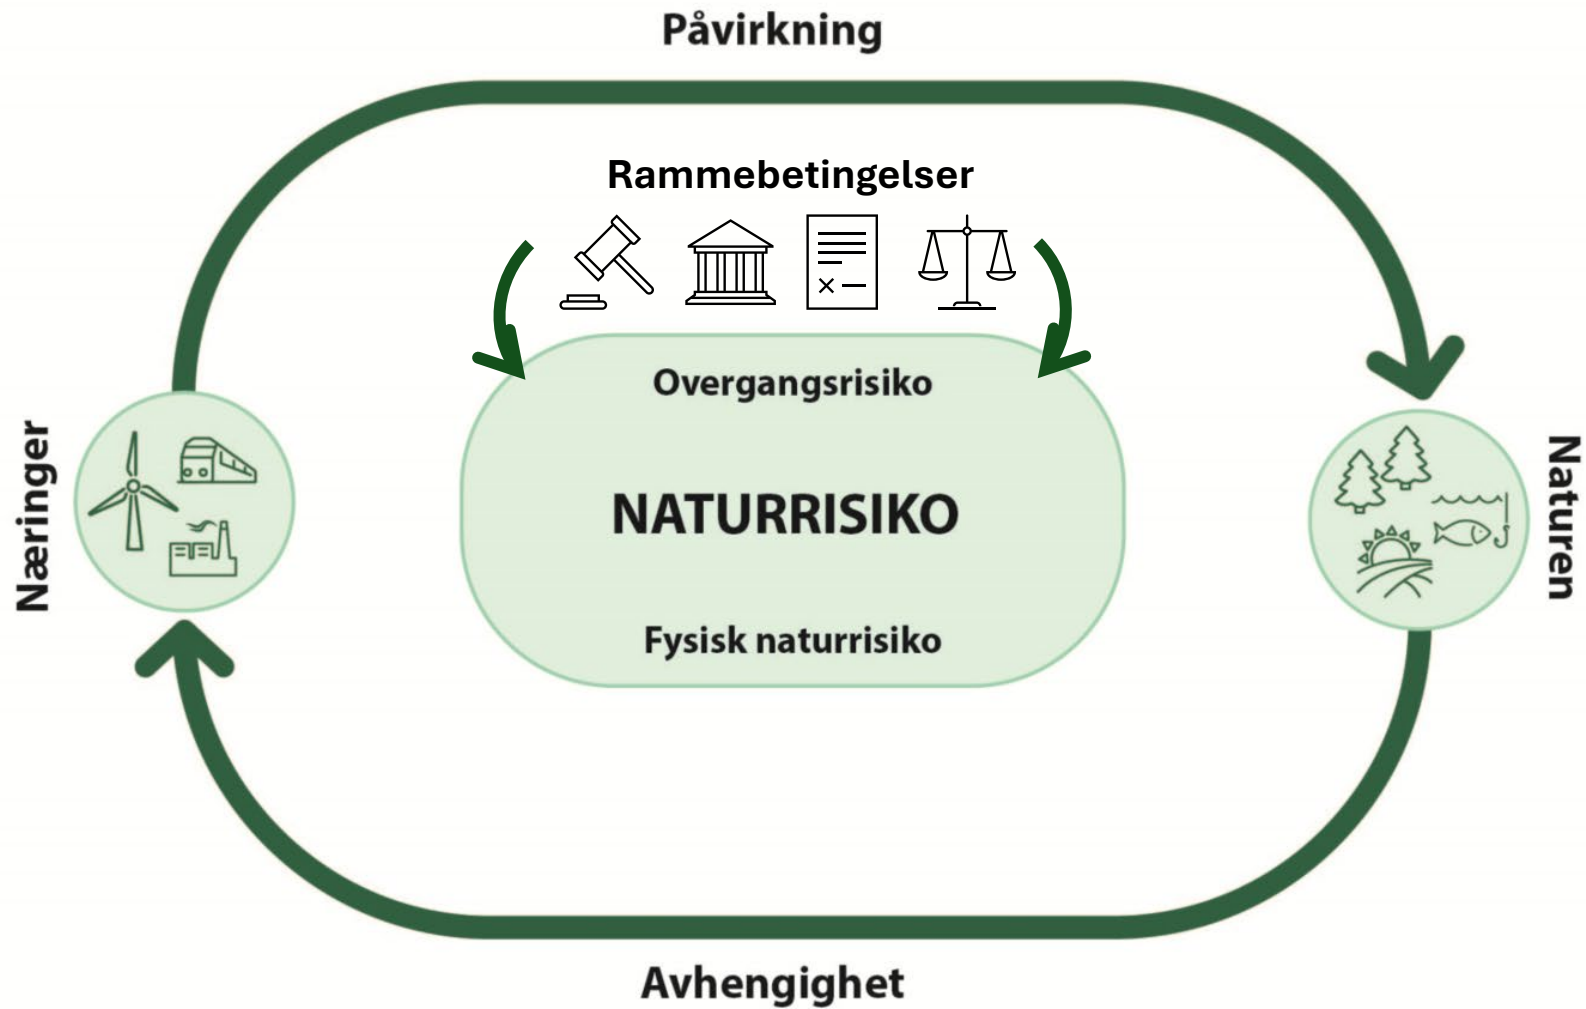 Påvirkning
Rammebetingelser
Overgangsrisiko
Næringer
NATURRISIKO
Naturen
Fysisk naturrisiko
Avhengighet